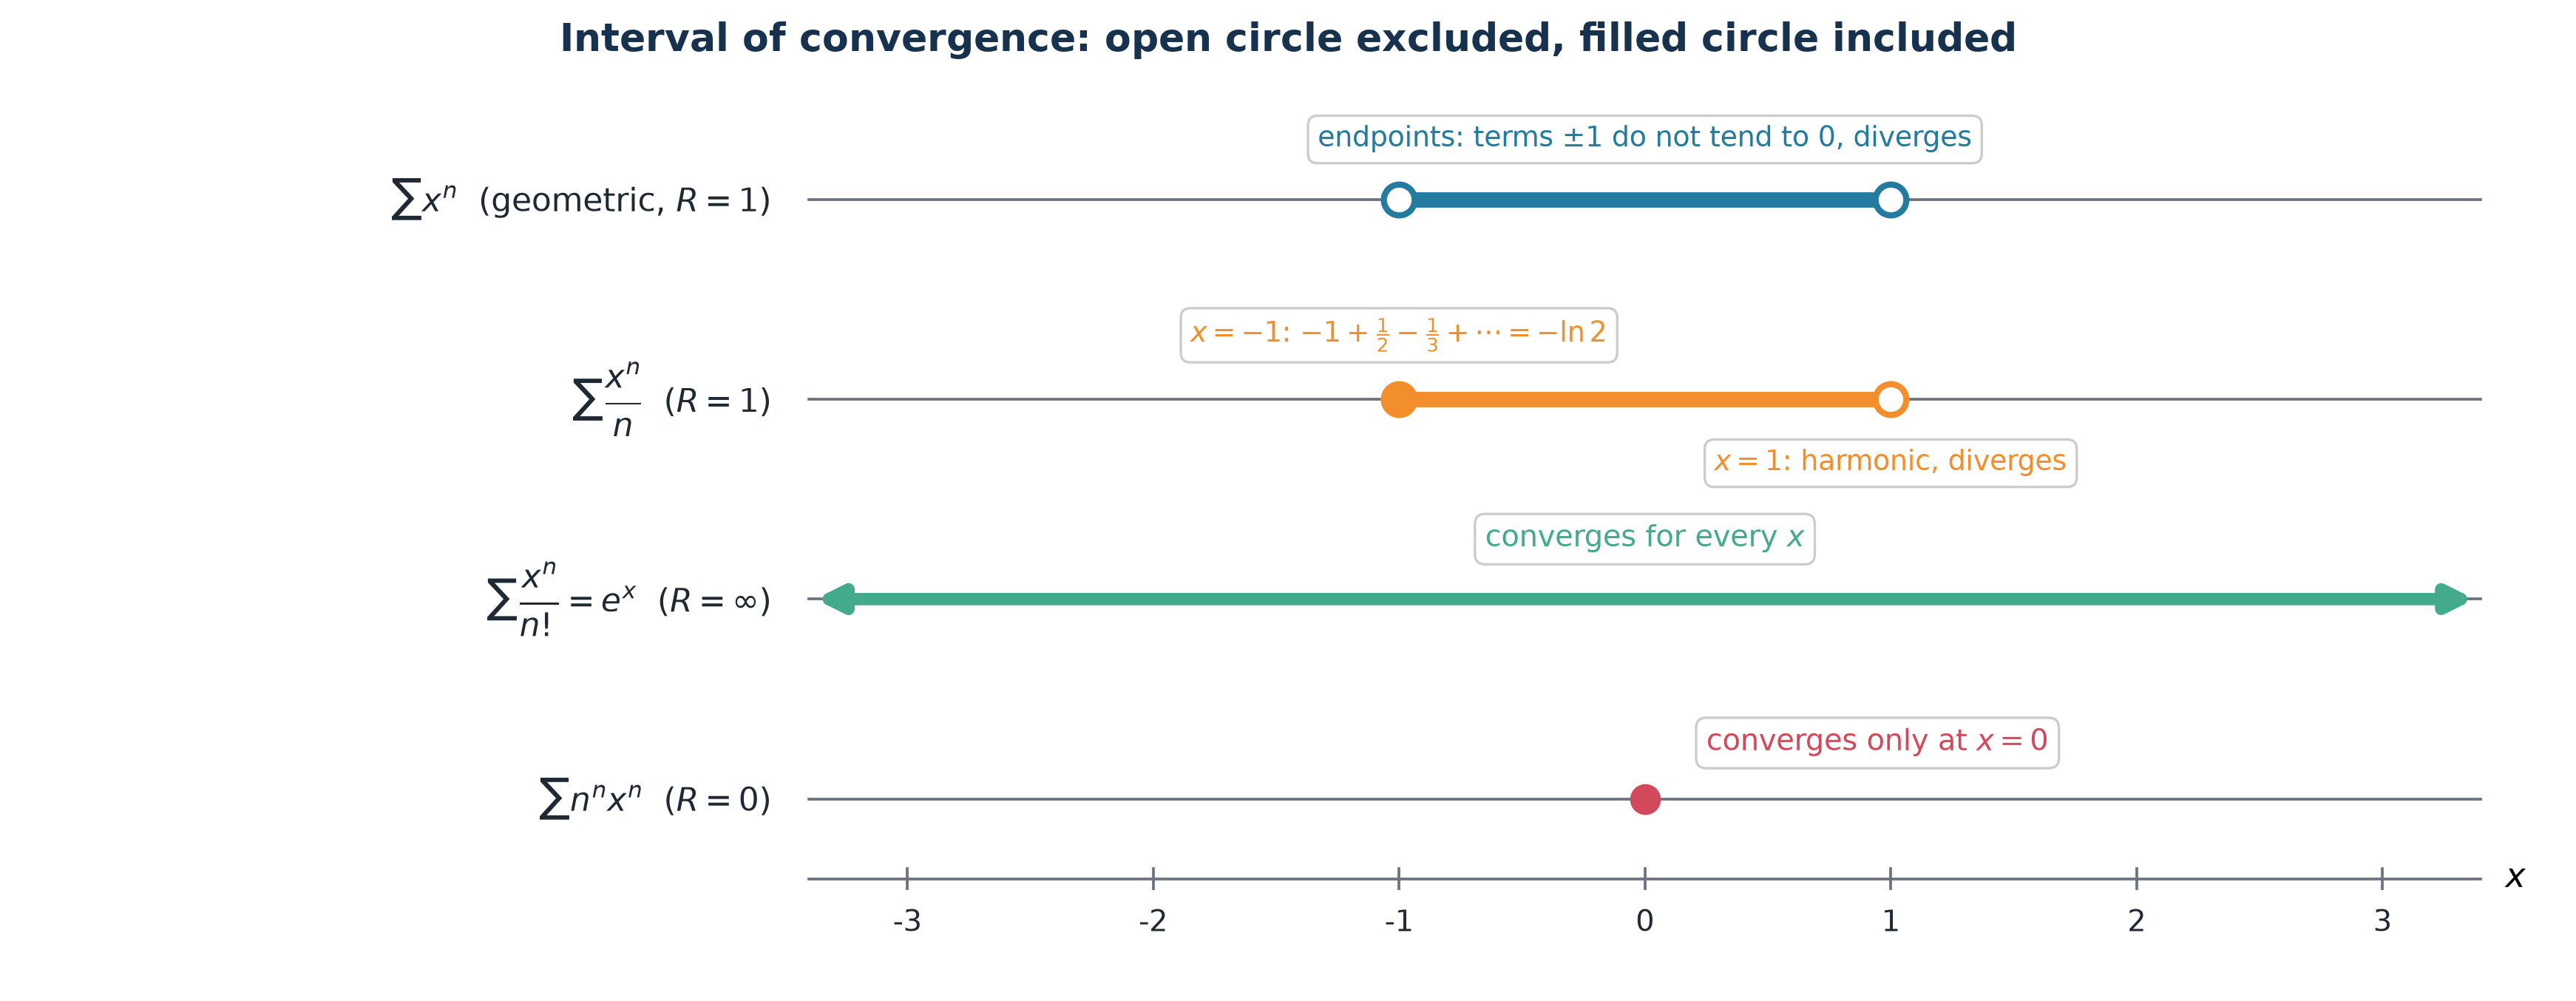 Interval of convergence: open circle excluded, filled circle included
endpoints: terms ±1 do not tend to 0, diverges
∑xⁿ (geometric, R = 1)
x = −1: −1 + 1/2 − 1/3 + ⋯ = −ln 2
∑xⁿ/n (R = 1)
x = 1: harmonic, diverges
converges for every x
∑xⁿ/n! = eˣ (R = ∞)
converges only at x = 0
∑nⁿxⁿ (R = 0)
x
-3 -2 -1 0 1 2 3